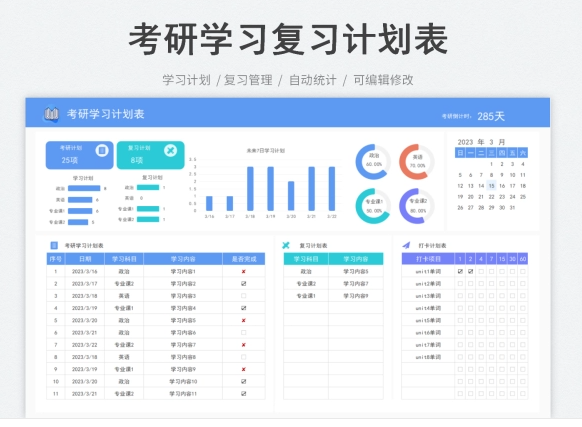 考研学习复习计划表
学习计划 / 复习管理 / 自动统计 / 可编辑修改
考研学习计划表
考研倒计时: 285天
考研计划
25项
复习计划
8项
学习计划
政治 8
英语 6
专业课1 6
专业课2 5
复习计划
政治 1
英语
专业课1 1
专业课2 1
未来7日学习计划
3.5
3
2.5
2
1.5
1
0.5
0
3/16 3/17 3/18 3/19 3/20 3/21 3/22
政治
60.00%
英语
70.00%
专业课1
50.00%
专业课2
80.00%
2023 年 3 月
日 一 二 三 四 五 六
1 2 3 4
5 6 7 8 9 10 11
12 13 14 15 16 17 18
19 20 21 22 23 24 25
26 27 28 29 30 31
考研学习计划表
序号 日期 学习科目 学习内容 是否完成
1 2023/3/16 政治 学习内容1 ✘
2 2023/3/17 专业课2 学习内容2 ☑
3 2023/3/18 英语 学习内容3 ☐
4 2023/3/19 专业课1 学习内容4 ☑
5 2023/3/20 政治 学习内容5 ✘
6 2023/3/21 政治 学习内容6 ☐
7 2023/3/22 专业课2 学习内容7 ✘
8 2023/3/18 英语 学习内容8 ☐
9 2023/3/19 专业课1 学习内容9 ✘
10 2023/3/20 政治 学习内容10 ☑
11 2023/3/21 专业课2 学习内容11 ☑
复习计划表
学习科目 学习内容
政治 学习内容5
专业课2 学习内容7
专业课1 学习内容9
打卡计划表
打卡项目 1 2 4 7 15 30 60
unit1单词 ☑ ☑
unit2单词
unit3单词
unit4单词
unit5单词
unit6单词
unit7单词
unit8单词